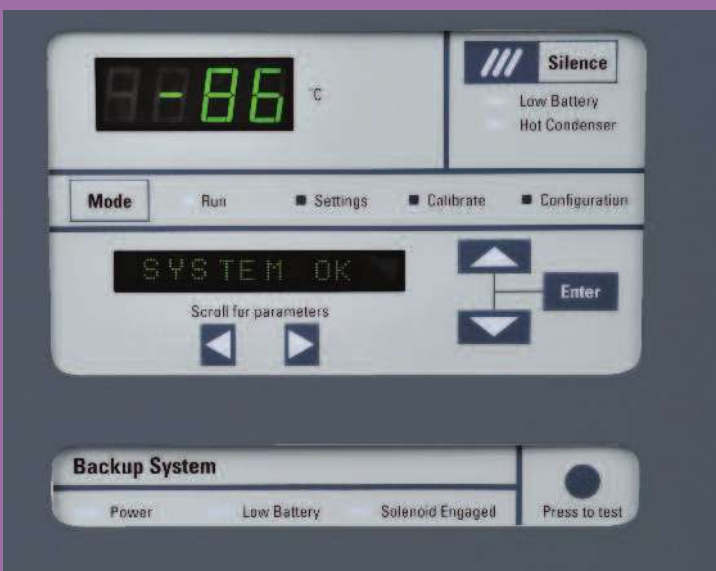 -86 °C
Silence
Low Battery
Hot Condenser
Mode Run Settings Calibrate Configuration
SYSTEM OK
Scroll for parameters
Enter
Backup System
Power Low Battery Solenoid Engaged Press to test